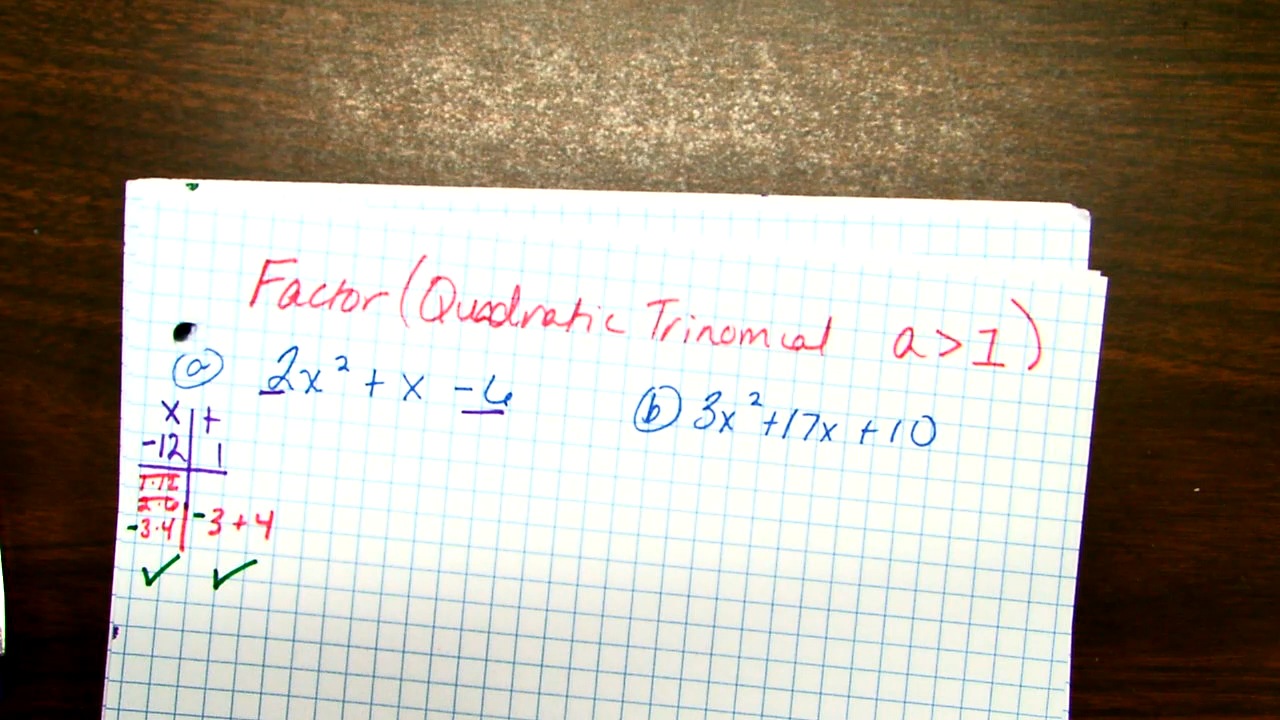 Factor (Quadratic Trinomial a > 1)
(a) 2x² + x - 6
x | +
-12 | 1
1·12
2·6
-3·4 | -3 + 4
✓ ✓
(b) 3x² + 17x + 10